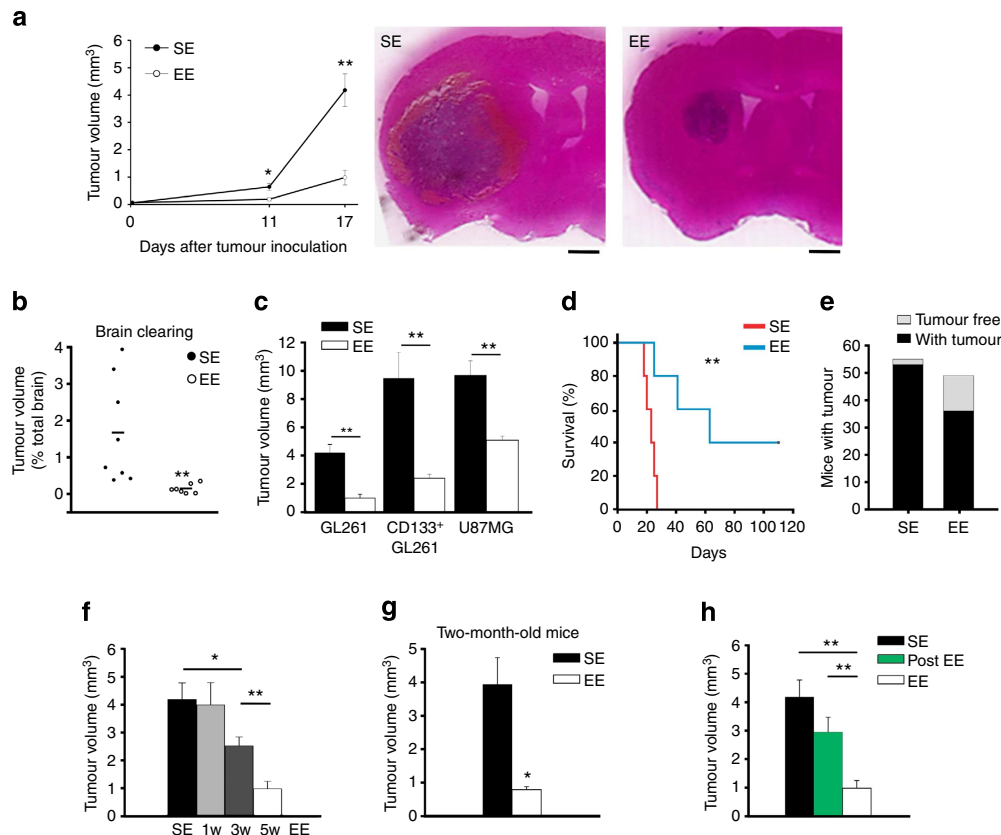 a
Tumour volume (mm3)
6
5
4
3
2
1
0
SE
EE
*
**
0 11 17
Days after tumour inoculation
SE
EE
b
Brain clearing
Tumour volume
(% total brain)
4
3
2
1
0
SE
EE
**
c
SE
EE
Tumour volume (mm3)
12
10
8
6
4
2
0
**
**
**
GL261 CD133+ U87MG
GL261
d
SE
EE
**
Survival (%)
100
80
60
40
20
0
0 20 40 60 80 100 120
Days
e
Tumour free
With tumour
Mice with tumour
60
50
40
30
20
10
0
SE EE
f
Tumour volume (mm3)
6
5
4
3
2
1
0
*
**
SE 1w 3w 5w EE
g
Two-month-old mice
Tumour volume (mm3)
5
4
3
2
1
0
SE
EE
*
h
Tumour volume (mm3)
6
5
4
3
2
1
0
**
**
SE
Post EE
EE